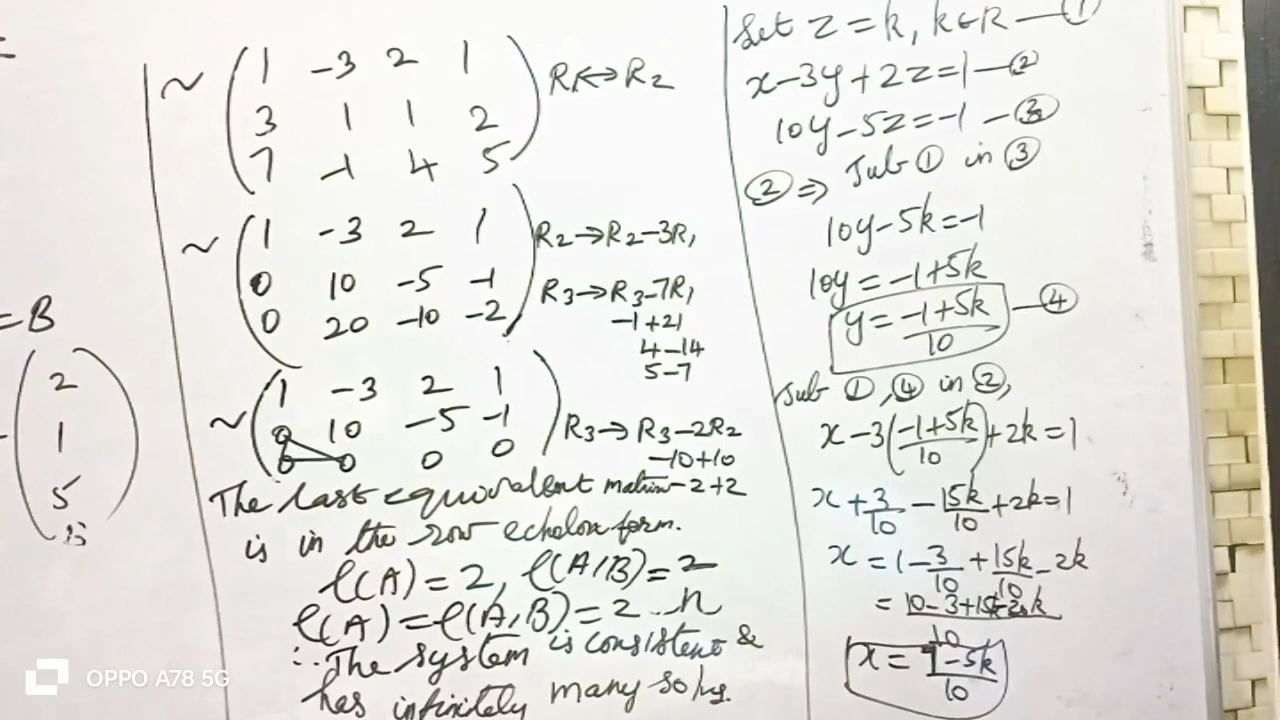 = B
2
1
5
~ ( 1 -3 2 1
3 1 1 2
7 -1 4 5 ) R1↔R2
~ ( 1 -3 2 1
0 10 -5 -1
0 20 -10 -2 ) R2→R2-3R1
R3→R3-7R1
-1+21
4-14
5-7
~ ( 1 -3 2 1
0 10 -5 -1
0 0 0 0 ) R3→R3-2R2
-10+10
-2+2
The last equivalent matrix
is in the row echelon form.
ρ(A)=2, ρ(A/B)=2
ρ(A)=ρ(A,B)=2
∴ The system is consistent &
has infinitely many solns.
Set z=k, k∈R —①
x-3y+2z=1 —②
10y-5z=-1 —③
②⇒ Sub ① in ③
10y-5k=-1
10y=-1+5k
y= (-1+5k)/10 —④
Sub ①,④ in ②,
x-3((-1+5k)/10)+2k=1
x+3/10-15k/10+2k=1
x=1-3/10+15k/10-2k
x= (7-5k)/10
OPPO A78 5G